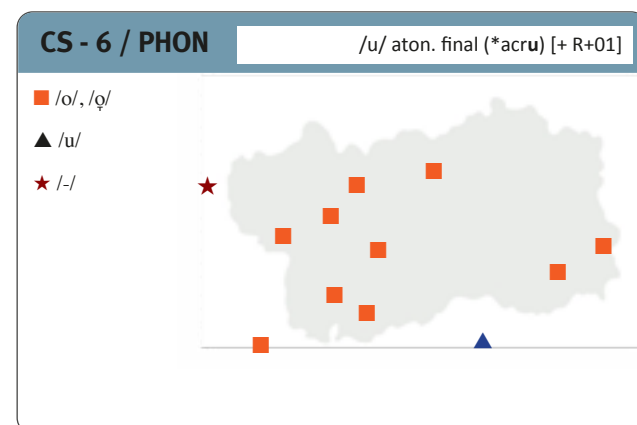 CS - 6 / PHON
/u/ aton. final (*acru) [+ R+01]
/o/, /o̜̣/
/u/
/-/